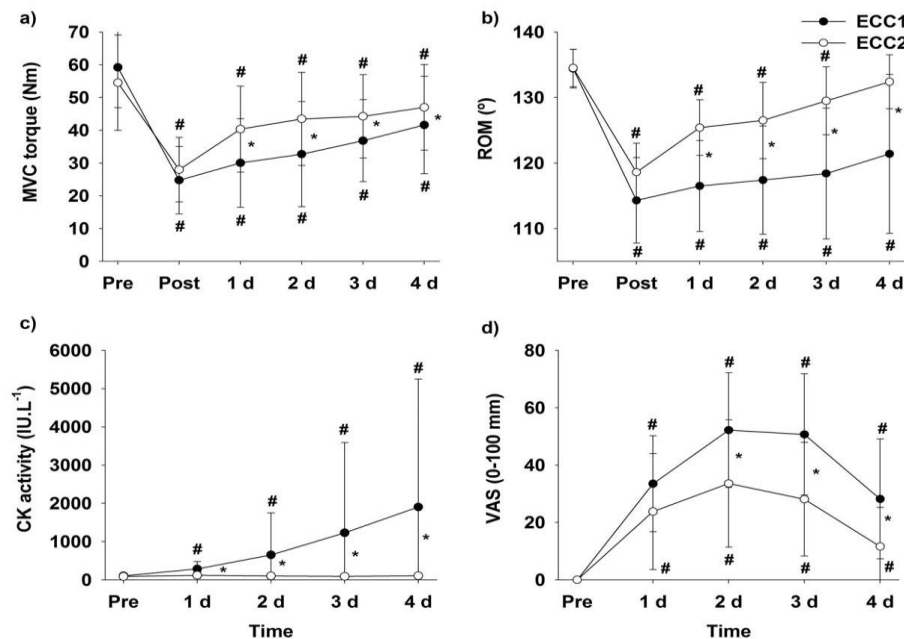 a)
70
60
50
40
30
20
10
0
MVC torque (Nm)
# # # # #
* * * *
# # # # #
Pre Post 1 d 2 d 3 d 4 d
b)
ECC1
ECC2
130
120
110
ROM (º)
# # # #
* * * *
# # # # #
Pre Post 1 d 2 d 3 d 4 d
c)
6000
5000
4000
3000
2000
1000
0
CK activity (IU.L-1)
# # # #
* * * *
Pre 1 d 2 d 3 d 4 d
Time
d)
80
60
40
20
0
VAS (0-100 mm)
# # # #
* * *
# # # #
Pre 1 d 2 d 3 d 4 d
Time